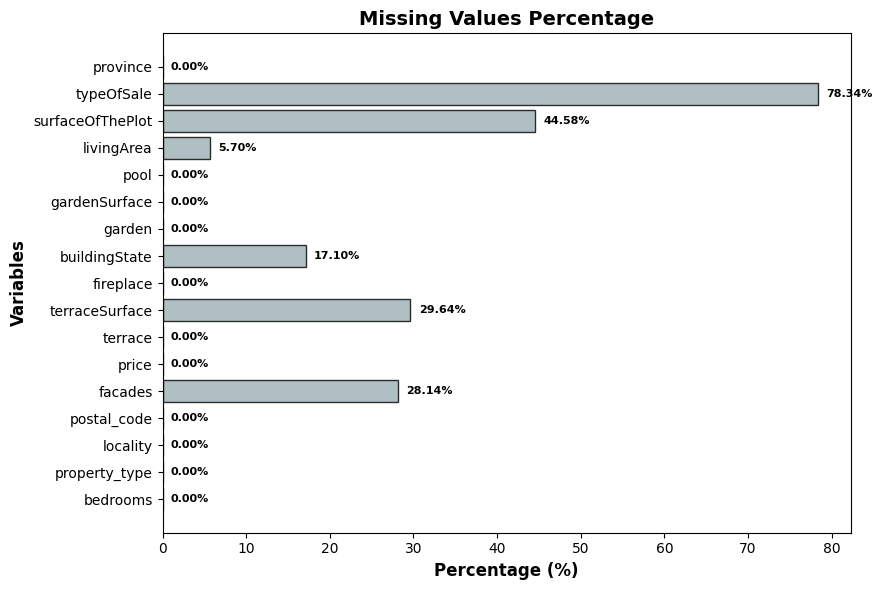 Missing Values Percentage
Variables
province 0.00%
typeOfSale 78.34%
surfaceOfThePlot 44.58%
livingArea 5.70%
pool 0.00%
gardenSurface 0.00%
garden 0.00%
buildingState 17.10%
fireplace 0.00%
terraceSurface 29.64%
terrace 0.00%
price 0.00%
facades 28.14%
postal_code 0.00%
locality 0.00%
property_type 0.00%
bedrooms 0.00%
0 10 20 30 40 50 60 70 80
Percentage (%)